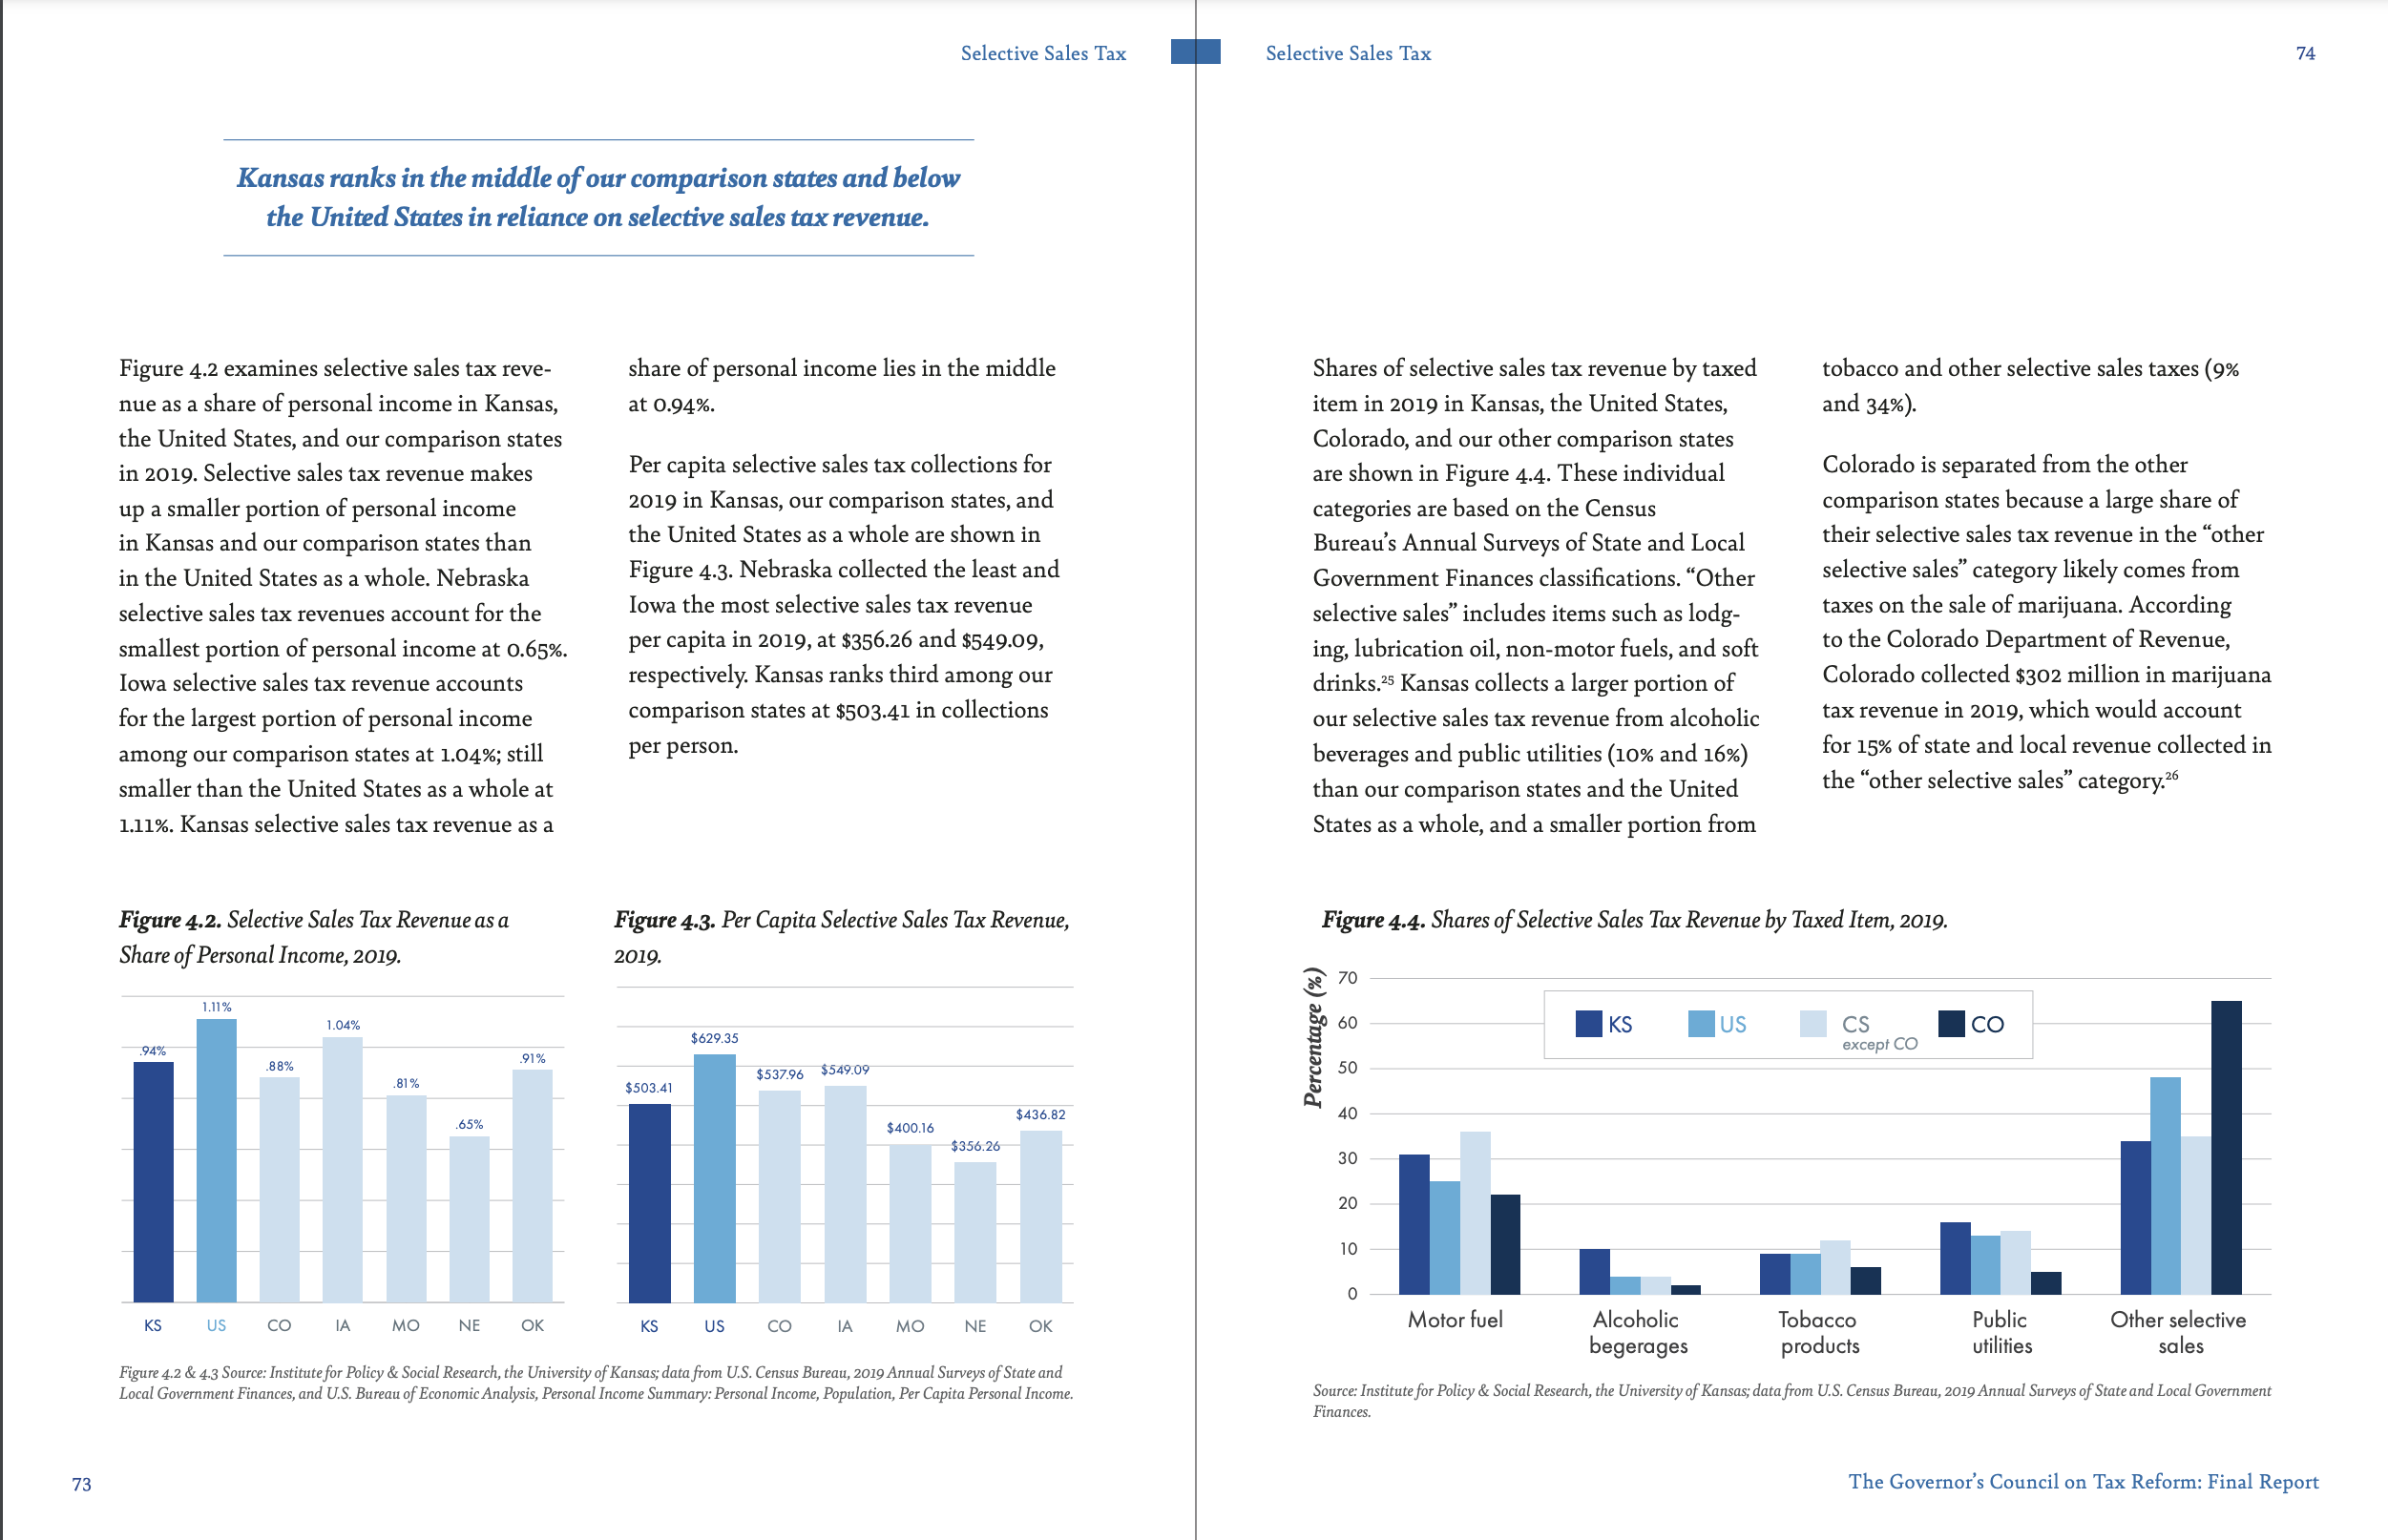 Selective Sales Tax
Kansas ranks in the middle of our comparison states and below
the United States in reliance on selective sales tax revenue.
Figure 4.2 examines selective sales tax reve-
nue as a share of personal income in Kansas,
the United States, and our comparison states
in 2019. Selective sales tax revenue makes
up a smaller portion of personal income
in Kansas and our comparison states than
in the United States as a whole. Nebraska
selective sales tax revenues account for the
smallest portion of personal income at 0.65%.
Iowa selective sales tax revenue accounts
for the largest portion of personal income
among our comparison states at 1.04%; still
smaller than the United States as a whole at
1.11%. Kansas selective sales tax revenue as a
share of personal income lies in the middle
at 0.94%.
Per capita selective sales tax collections for
2019 in Kansas, our comparison states, and
the United States as a whole are shown in
Figure 4.3. Nebraska collected the least and
Iowa the most selective sales tax revenue
per capita in 2019, at $356.26 and $549.09,
respectively. Kansas ranks third among our
comparison states at $503.41 in collections
per person.
Figure 4.2. Selective Sales Tax Revenue as a
Share of Personal Income, 2019.
.94%
1.11%
.88%
1.04%
.81%
.65%
.91%
KS US CO IA MO NE OK
Figure 4.3. Per Capita Selective Sales Tax Revenue,
2019.
$503.41
$629.35
$537.96
$549.09
$400.16
$356.26
$436.82
KS US CO IA MO NE OK
Figure 4.2 & 4.3 Source: Institute for Policy & Social Research, the University of Kansas; data from U.S. Census Bureau, 2019 Annual Surveys of State and
Local Government Finances, and U.S. Bureau of Economic Analysis, Personal Income Summary: Personal Income, Population, Per Capita Personal Income.
73
Selective Sales Tax
74
Shares of selective sales tax revenue by taxed
item in 2019 in Kansas, the United States,
Colorado, and our other comparison states
are shown in Figure 4.4. These individual
categories are based on the Census
Bureau’s Annual Surveys of State and Local
Government Finances classifications. “Other
selective sales” includes items such as lodg-
ing, lubrication oil, non-motor fuels, and soft
drinks.25 Kansas collects a larger portion of
our selective sales tax revenue from alcoholic
beverages and public utilities (10% and 16%)
than our comparison states and the United
States as a whole, and a smaller portion from
tobacco and other selective sales taxes (9%
and 34%).
Colorado is separated from the other
comparison states because a large share of
their selective sales tax revenue in the “other
selective sales” category likely comes from
taxes on the sale of marijuana. According
to the Colorado Department of Revenue,
Colorado collected $302 million in marijuana
tax revenue in 2019, which would account
for 15% of state and local revenue collected in
the “other selective sales” category.26
Figure 4.4. Shares of Selective Sales Tax Revenue by Taxed Item, 2019.
Percentage (%)
70
60
50
40
30
20
10
0
KS US CS CO
except CO
Motor fuel
Alcoholic
begerages
Tobacco
products
Public
utilities
Other selective
sales
Source: Institute for Policy & Social Research, the University of Kansas; data from U.S. Census Bureau, 2019 Annual Surveys of State and Local Government
Finances.
The Governor’s Council on Tax Reform: Final Report